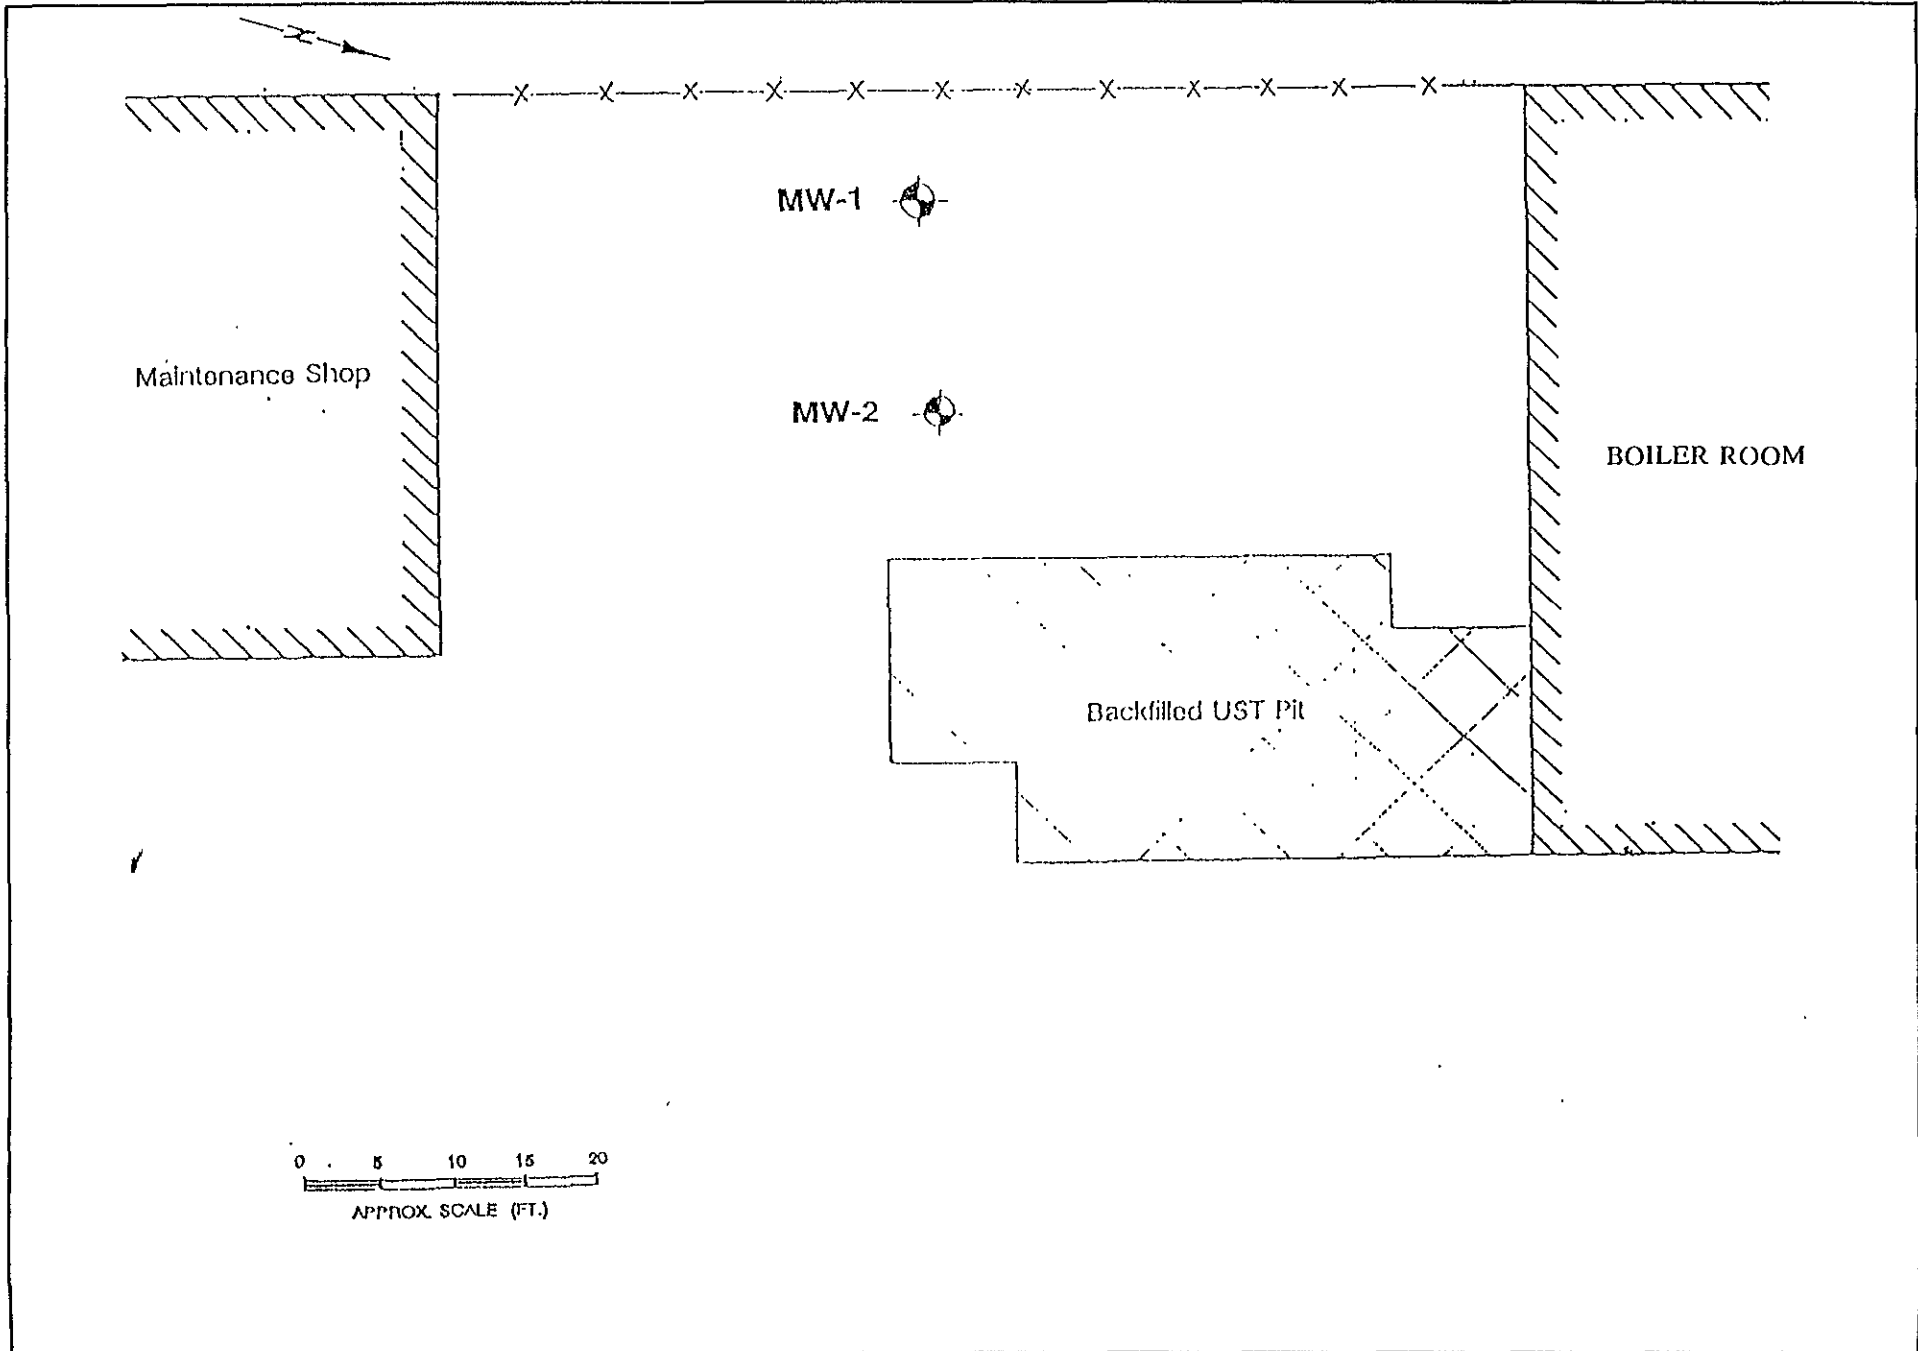 N
MW-1
Maintenance Shop
MW-2
BOILER ROOM
Backfilled UST Pit
0 5 10 15 20
APPROX. SCALE (FT.)